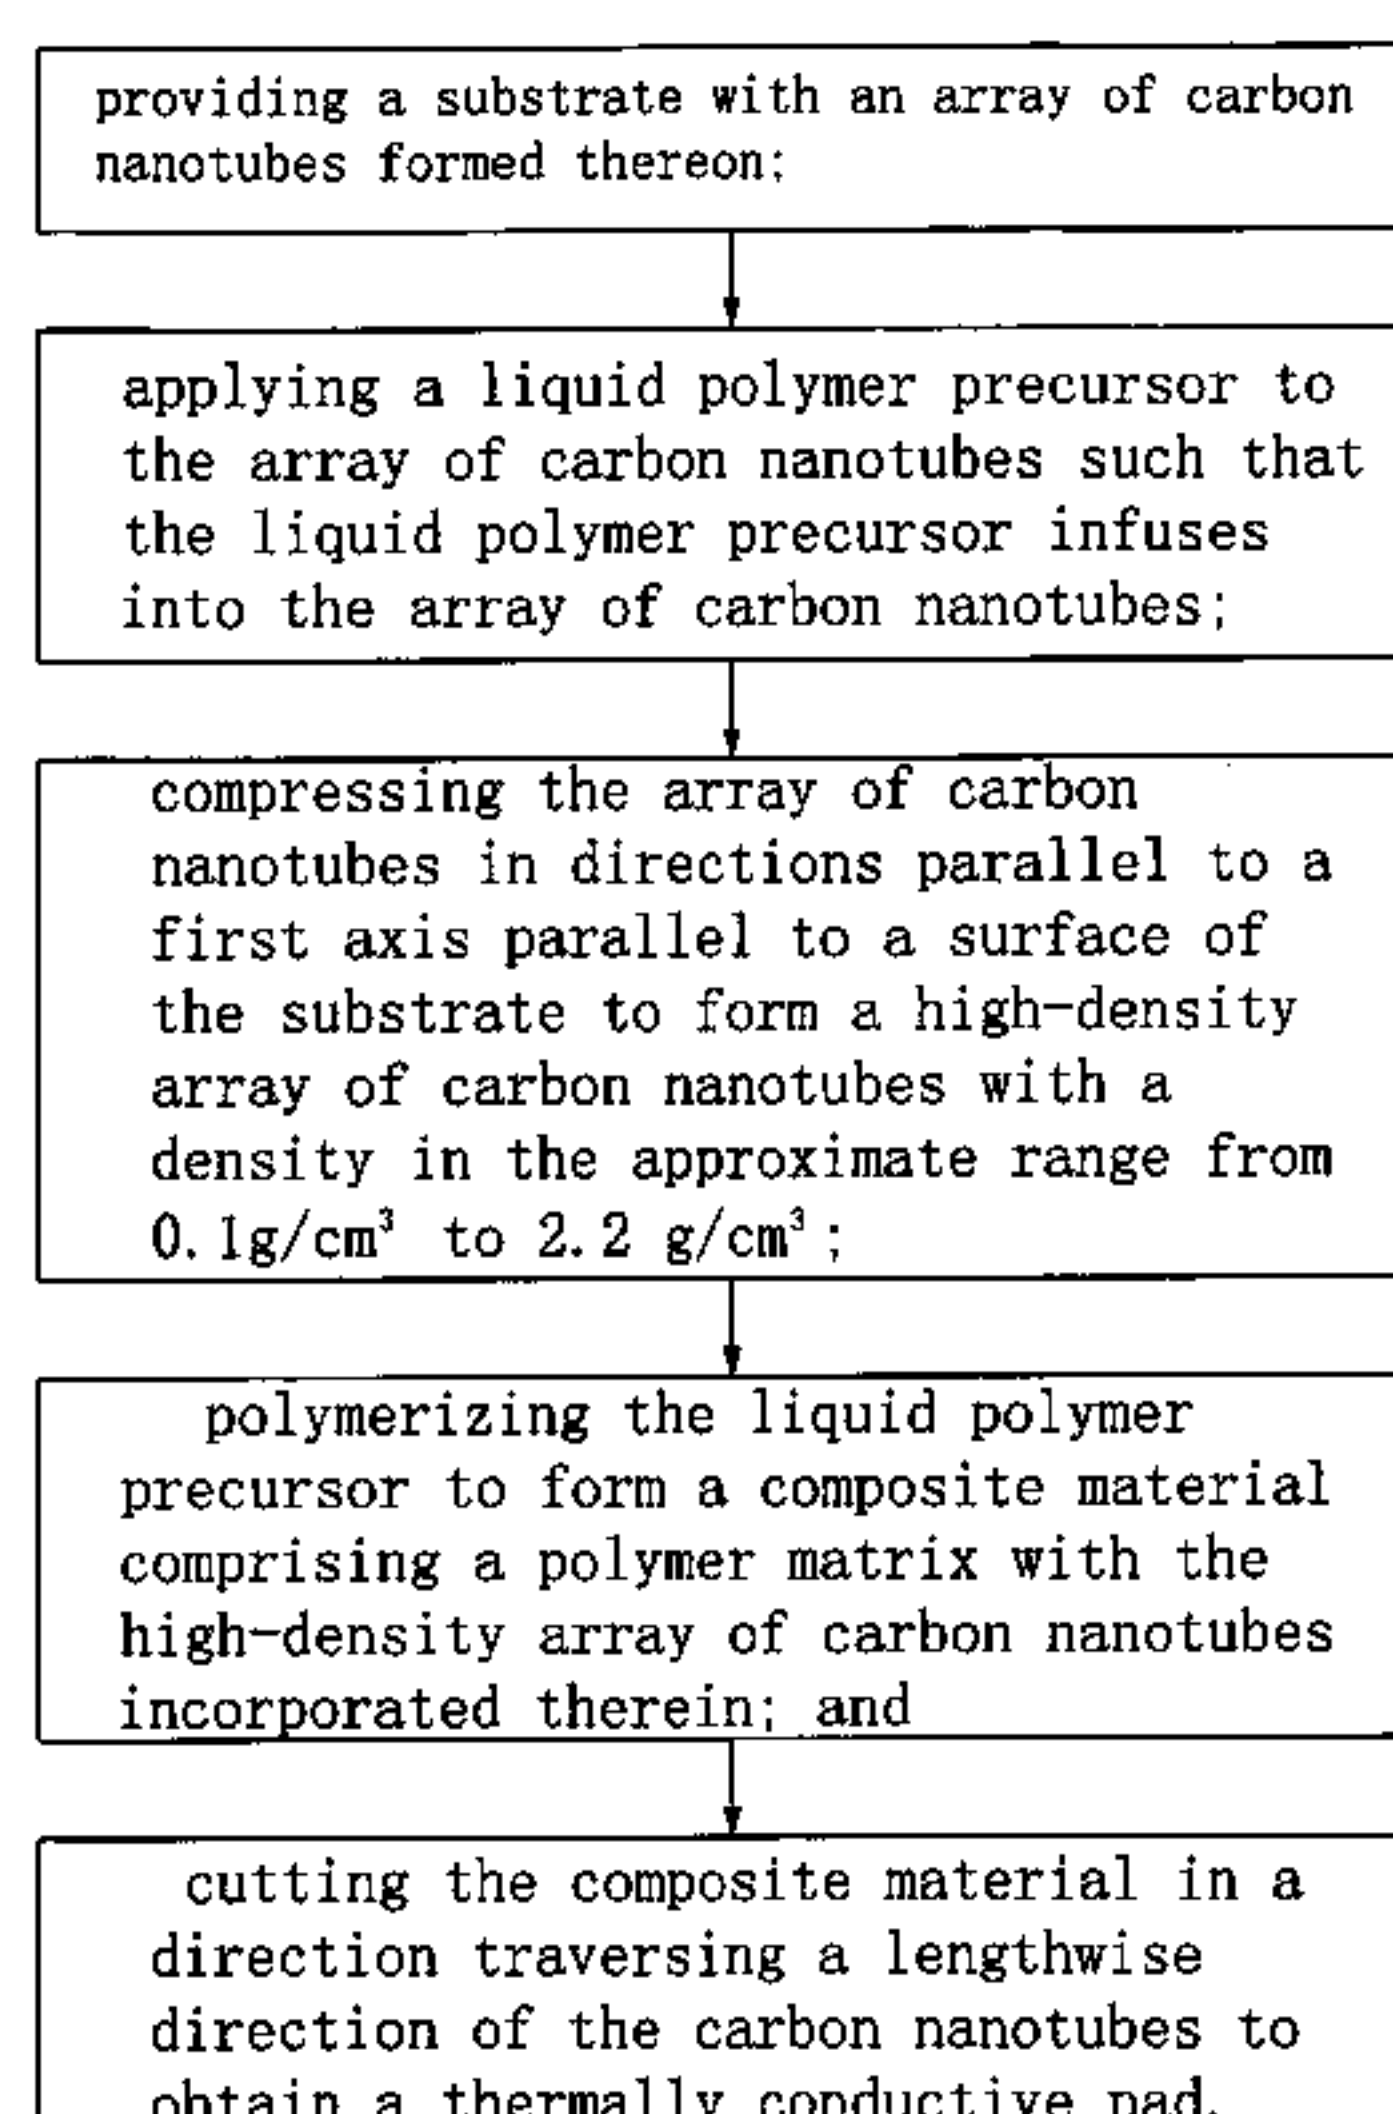 providing a substrate with an array of carbon
nanotubes formed thereon;
applying a liquid polymer precursor to
the array of carbon nanotubes such that
the liquid polymer precursor infuses
into the array of carbon nanotubes;
compressing the array of carbon
nanotubes in directions parallel to a
first axis parallel to a surface of
the substrate to form a high-density
array of carbon nanotubes with a
density in the approximate range from
0.1g/cm³ to 2.2 g/cm³;
polymerizing the liquid polymer
precursor to form a composite material
comprising a polymer matrix with the
high-density array of carbon nanotubes
incorporated therein; and
cutting the composite material in a
direction traversing a lengthwise
direction of the carbon nanotubes to
obtain a thermally conductive pad.